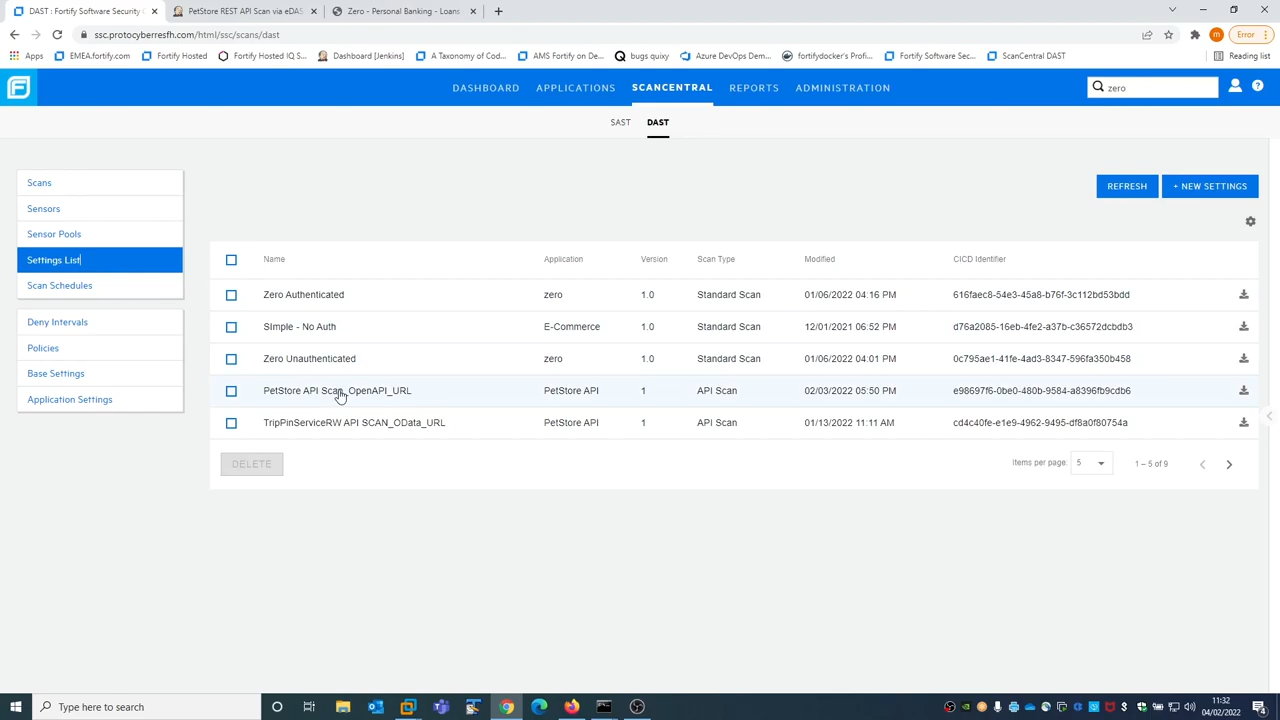 DAST : Fortify Software Security C
PetStore REST API Scan via eDAS
Zero - Personal Banking - Loans
ssc.protocyberresfh.com/html/ssc/scans/dast
Error
Apps
EMEA.fortify.com
Fortify Hosted
Fortify Hosted IQ S...
Dashboard [Jenkins]
A Taxonomy of Cod...
AMS Fortify on De...
bugs quixy
Azure DevOps Dem...
fortifydocker's Profi...
Fortify Software Sec...
ScanCentral DAST
Reading list
DASHBOARD
APPLICATIONS
SCANCENTRAL
REPORTS
ADMINISTRATION
zero
SAST
DAST
Scans
Sensors
Sensor Pools
Settings List
Scan Schedules
Deny Intervals
Policies
Base Settings
Application Settings
REFRESH
+ NEW SETTINGS
Name Application Version Scan Type Modified CICD Identifier
Zero Authenticated zero 1.0 Standard Scan 01/06/2022 04:16 PM 616faec8-54e3-45a8-b76f-3c112bd53bdd
SImple - No Auth E-Commerce 1.0 Standard Scan 12/01/2021 06:52 PM d76a2085-16eb-4fe2-a37b-c36572dcbdb3
Zero Unauthenticated zero 1.0 Standard Scan 01/06/2022 04:01 PM 0c795ae1-41fe-4ad3-8347-596fa350b458
PetStore API Scan_OpenAPI_URL PetStore API 1 API Scan 02/03/2022 05:50 PM e98697f6-0be0-480b-9584-a8396fb9cdb6
TripPinServiceRW API SCAN_OData_URL PetStore API 1 API Scan 01/13/2022 11:11 AM cd4c40fe-e1e9-4962-9495-df8a0f80754a
DELETE
Items per page: 5 1 – 5 of 9
Type here to search
11:32
04/02/2022